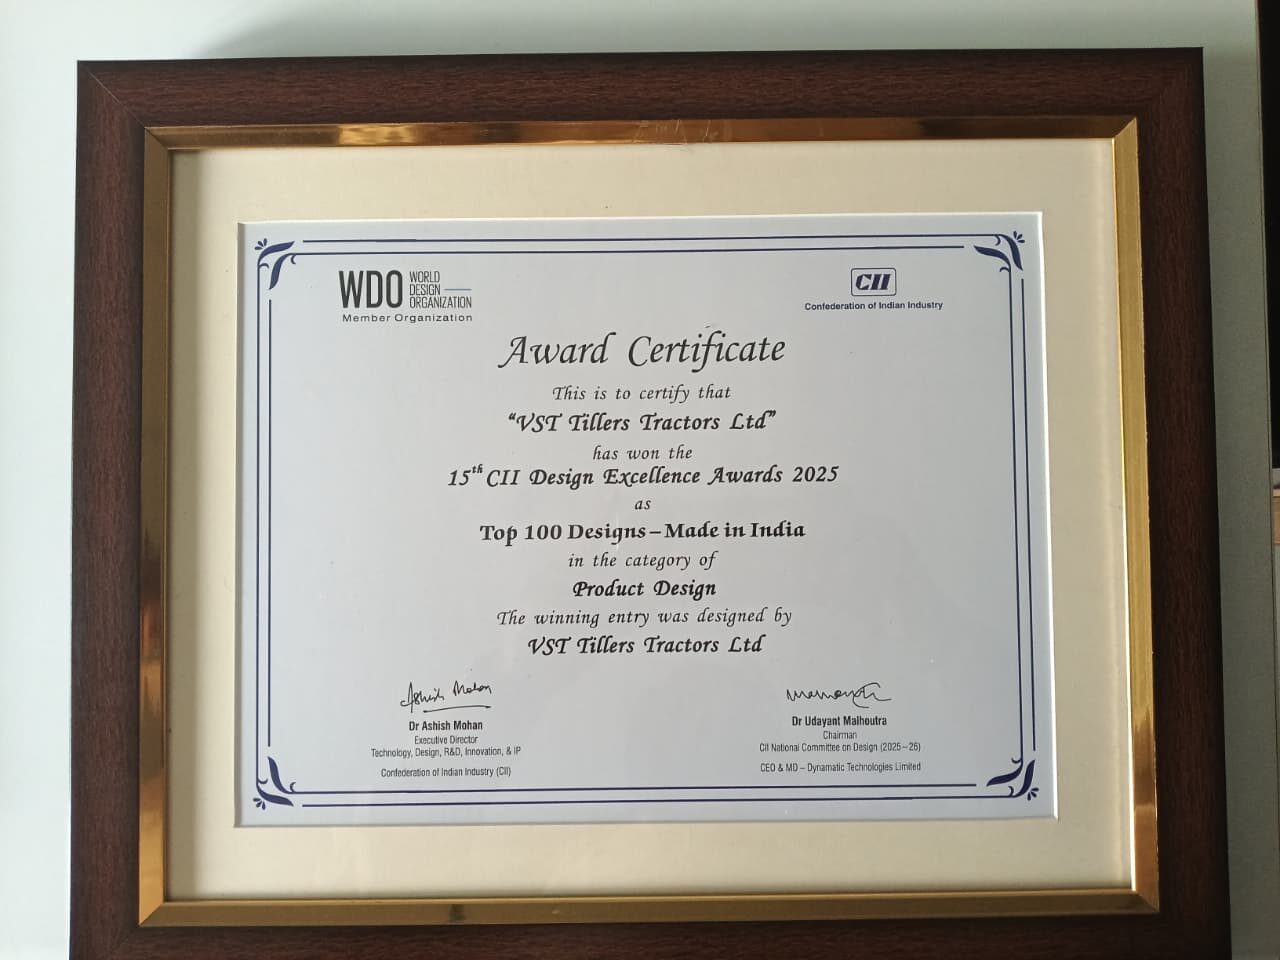 WDO WORLD
DESIGN
ORGANIZATION
Member Organization
CII
Confederation of Indian Industry
Award Certificate
This is to certify that
“VST Tillers Tractors Ltd”
has won the
15th CII Design Excellence Awards 2025
as
Top 100 Designs – Made in India
in the category of
Product Design
The winning entry was designed by
VST Tillers Tractors Ltd
Ashish Mohan
Dr Ashish Mohan
Executive Director
Technology, Design, R&D, Innovation, & IP
Confederation of Indian Industry (CII)
Dr Udayant Malhoutra
Chairman
CII National Committee on Design (2025–26)
CEO & MD – Dynamatic Technologies Limited